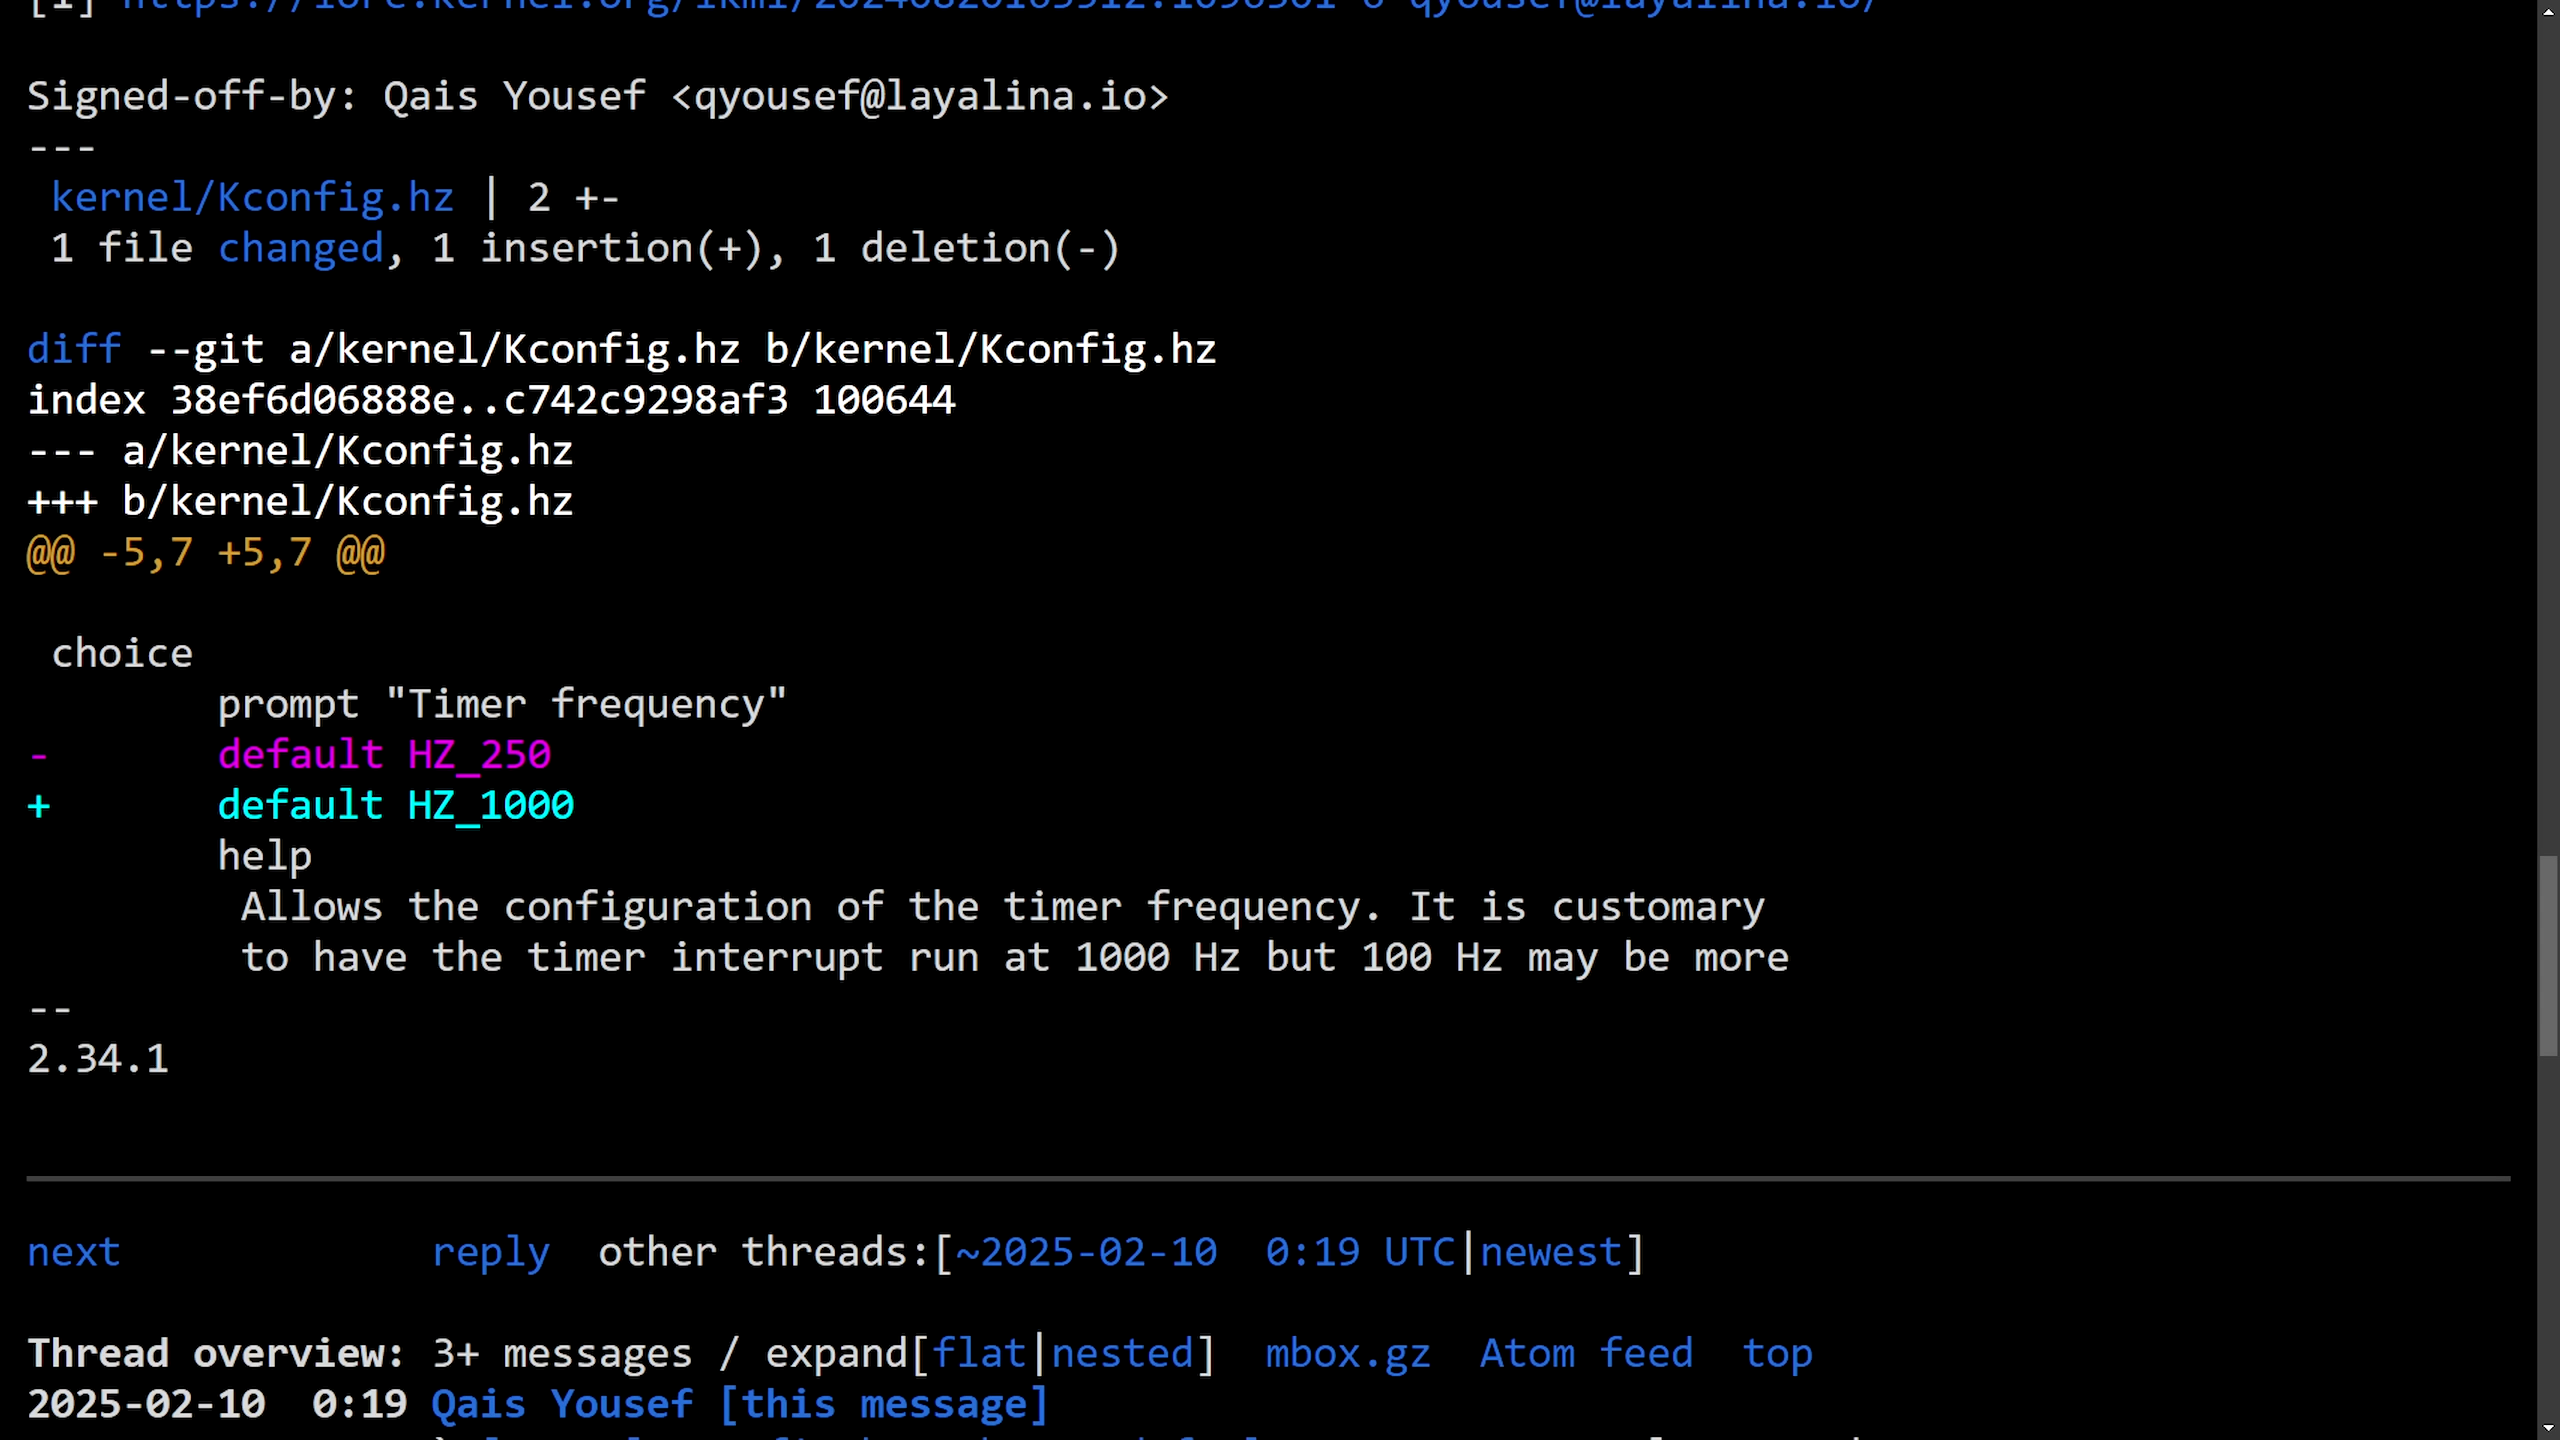 Signed-off-by: Qais Yousef <qyousef@layalina.io>
---
kernel/Kconfig.hz | 2 +-
1 file changed, 1 insertion(+), 1 deletion(-)
diff --git a/kernel/Kconfig.hz b/kernel/Kconfig.hz
index 38ef6d06888e..c742c9298af3 100644
--- a/kernel/Kconfig.hz
+++ b/kernel/Kconfig.hz
@@ -5,7 +5,7 @@
choice
prompt "Timer frequency"
- default HZ_250
+ default HZ_1000
help
Allows the configuration of the timer frequency. It is customary
to have the timer interrupt run at 1000 Hz but 100 Hz may be more
--
2.34.1
next reply other threads:[~2025-02-10 0:19 UTC|newest]
Thread overview: 3+ messages / expand[flat|nested] mbox.gz Atom feed top
2025-02-10 0:19 Qais Yousef [this message]